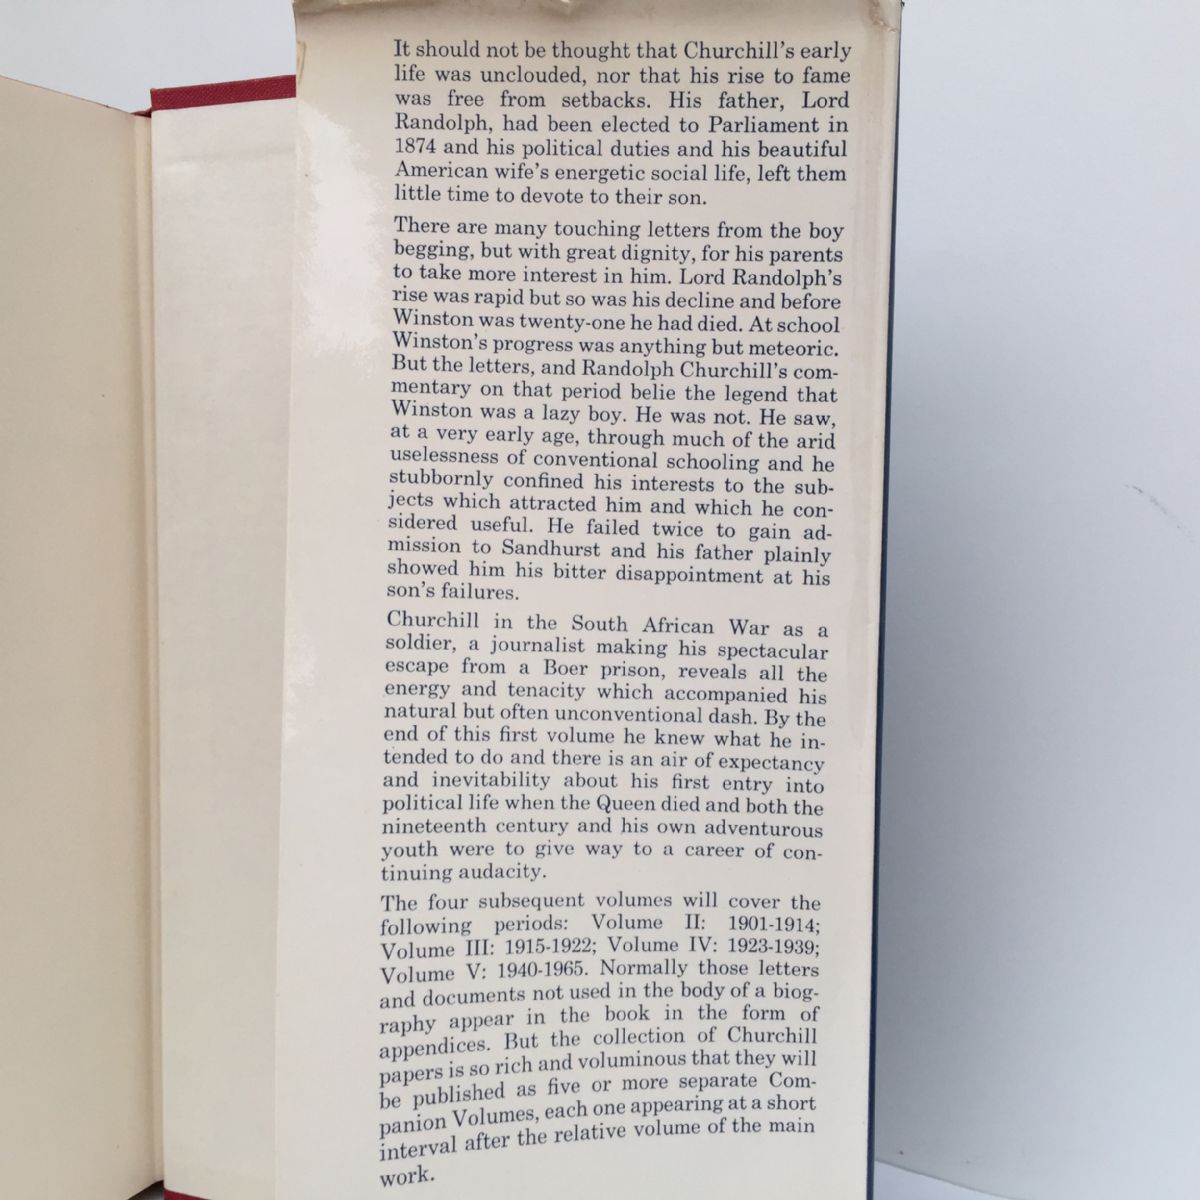 It should not be thought that Churchill's early
life was unclouded, nor that his rise to fame
was free from setbacks. His father, Lord
Randolph, had been elected to Parliament in
1874 and his political duties and his beautiful
American wife's energetic social life, left them
little time to devote to their son.
There are many touching letters from the boy
begging, but with great dignity, for his parents
to take more interest in him. Lord Randolph's
rise was rapid but so was his decline and before
Winston was twenty-one he had died. At school
Winston's progress was anything but meteoric.
But the letters, and Randolph Churchill's com-
mentary on that period belie the legend that
Winston was a lazy boy. He was not. He saw,
at a very early age, through much of the arid
uselessness of conventional schooling and he
stubbornly confined his interests to the sub-
jects which attracted him and which he con-
sidered useful. He failed twice to gain ad-
mission to Sandhurst and his father plainly
showed him his bitter disappointment at his
son's failures.
Churchill in the South African War as a
soldier, a journalist making his spectacular
escape from a Boer prison, reveals all the
energy and tenacity which accompanied his
natural but often unconventional dash. By the
end of this first volume he knew what he in-
tended to do and there is an air of expectancy
and inevitability about his first entry into
political life when the Queen died and both the
nineteenth century and his own adventurous
youth were to give way to a career of con-
tinuing audacity.
The four subsequent volumes will cover the
following periods: Volume II: 1901-1914;
Volume III: 1915-1922; Volume IV: 1923-1939;
Volume V: 1940-1965. Normally those letters
and documents not used in the body of a biog-
raphy appear in the book in the form of
appendices. But the collection of Churchill
papers is so rich and voluminous that they will
be published as five or more separate Com-
panion Volumes, each one appearing at a short
interval after the relative volume of the main
work.